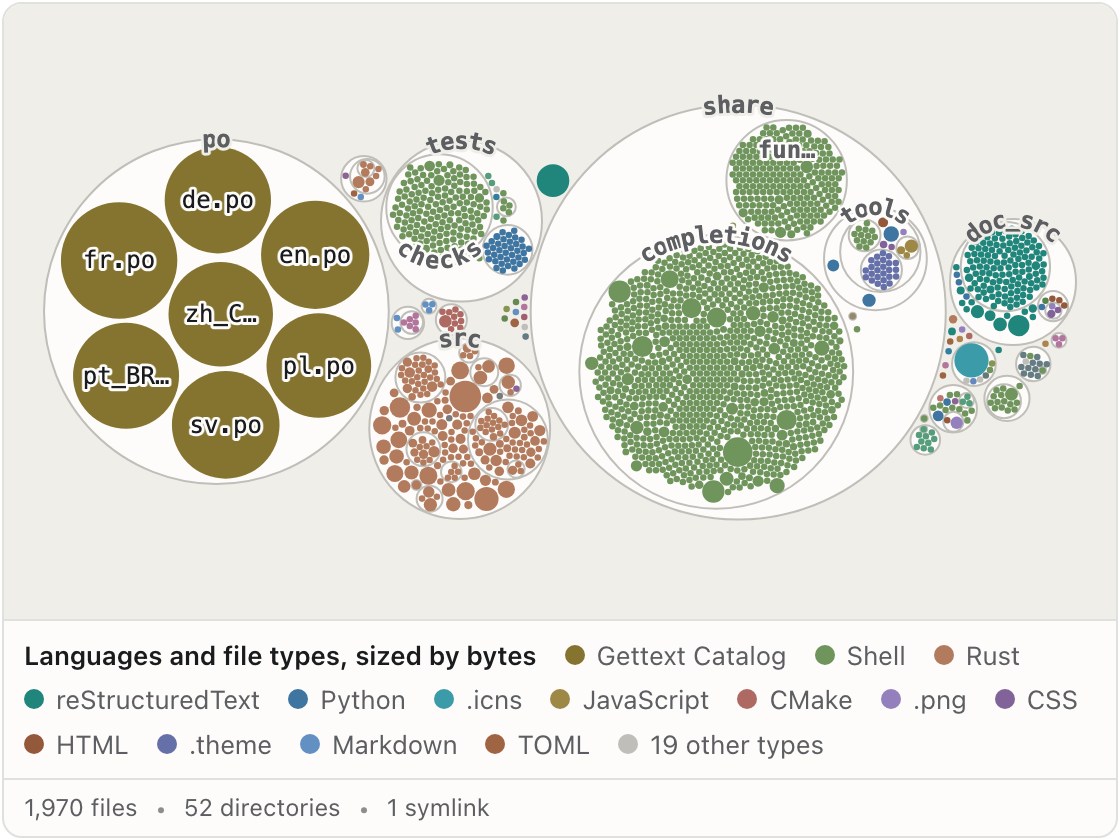 share
po
tests
fun…
de.po
tools
doc_src
fr.po
en.po
checks
completions
zh_C…
src
pt_BR…
pl.po
sv.po
Languages and file types, sized by bytes Gettext Catalog Shell Rust
reStructuredText Python .icns JavaScript CMake .png CSS
HTML .theme Markdown TOML 19 other types
1,970 files • 52 directories • 1 symlink